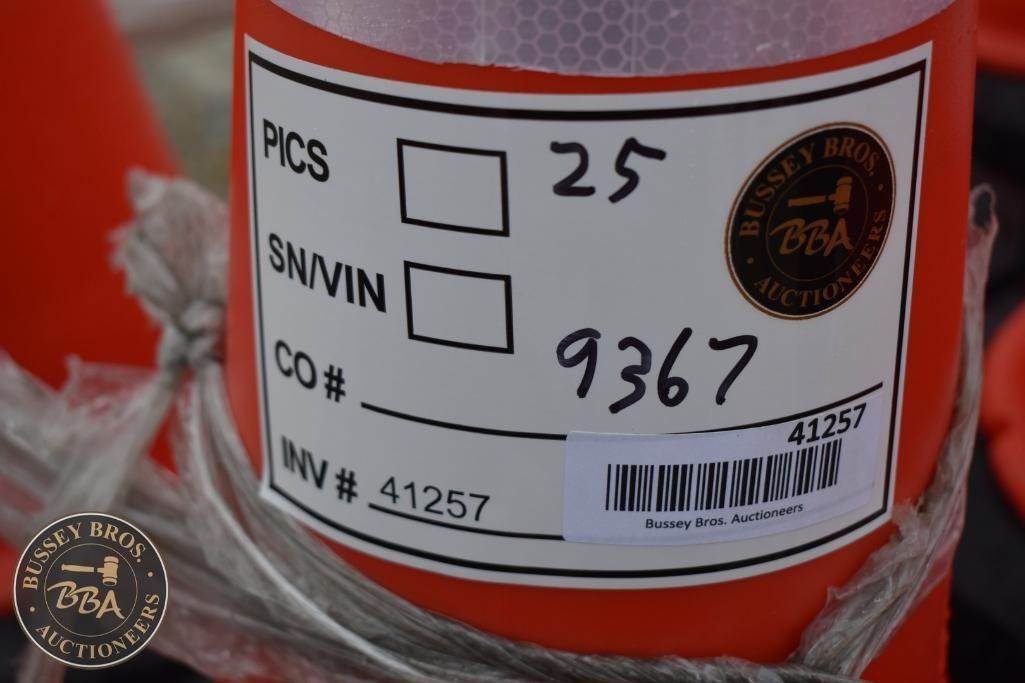 PICS 25
BUSSEY BROS.
BBA
AUCTIONEERS
SN/VIN
CO # 9367
INV # 41257
41257
Bussey Bros. Auctioneers
BUSSEY BROS.
BBA
AUCTIONEERS